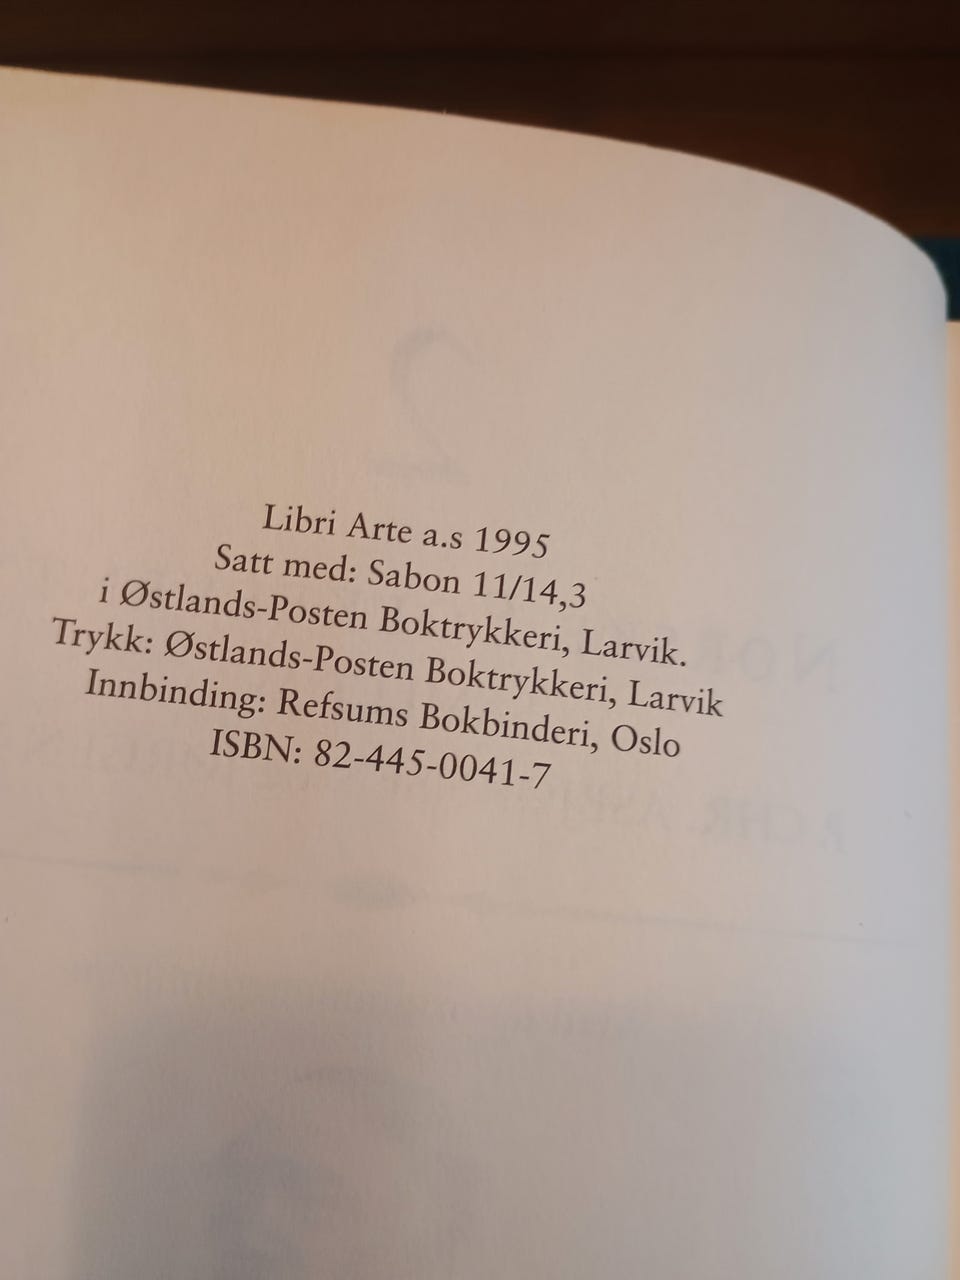 Libri Arte a.s 1995
Satt med: Sabon 11/14,3
i Østlands-Posten Boktrykkeri, Larvik.
Trykk: Østlands-Posten Boktrykkeri, Larvik
Innbinding: Refsums Bokbinderi, Oslo
ISBN: 82-445-0041-7